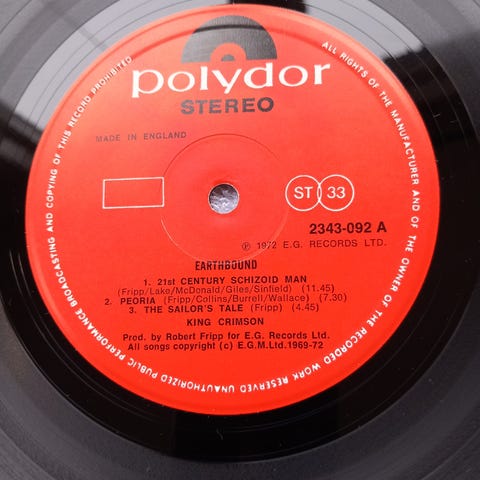 polydor
STEREO
MADE IN ENGLAND
ST 33
2343-092 A
℗ 1972 E.G. RECORDS LTD.
EARTHBOUND
1. 21st CENTURY SCHIZOID MAN
(Fripp/Lake/McDonald/Giles/Sinfield) (11.45)
2. PEORIA (Fripp/Collins/Burrell/Wallace) (7.30)
3. THE SAILOR'S TALE (Fripp) (4.45)
KING CRIMSON
Prod. by Robert Fripp for E.G. Records Ltd.
All songs copyright (c) E.G.M.Ltd.1969-72
ALL RIGHTS OF THE MANUFACTURER AND OF THE OWNER OF THE RECORDED WORK RESERVED UNAUTHORIZED PUBLIC PERFORMANCE BROADCASTING AND COPYING OF THIS RECORD PROHIBITED